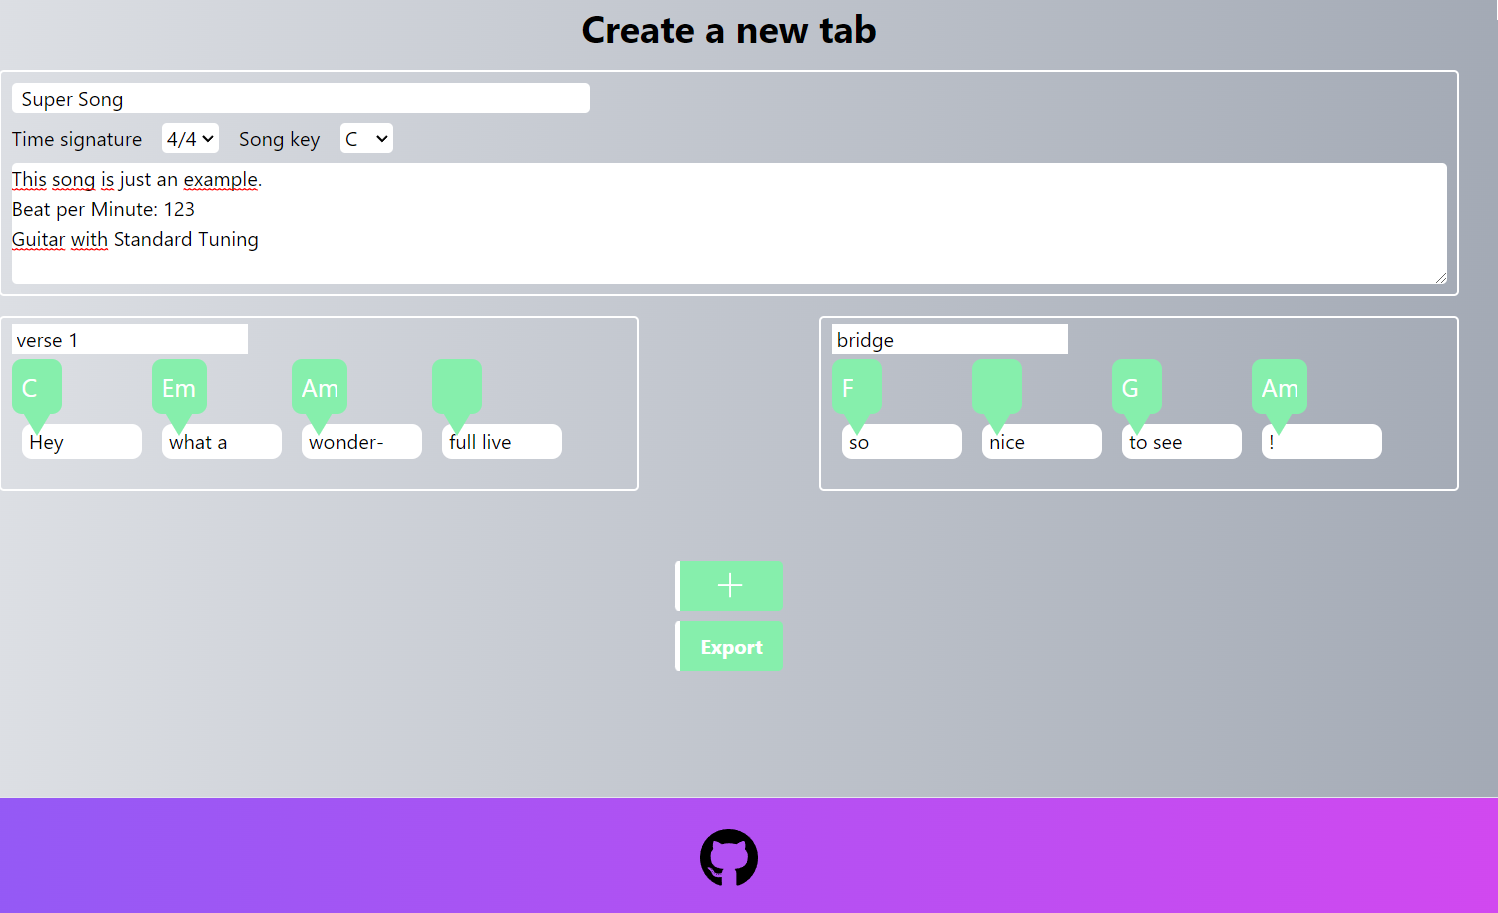 Create a new tab
Super Song
Time signature 4/4 Song key C
This song is just an example.
Beat per Minute: 123
Guitar with Standard Tuning
verse 1
C Em Am
Hey what a wonder- full live
bridge
F G Am
so nice to see !
+
Export